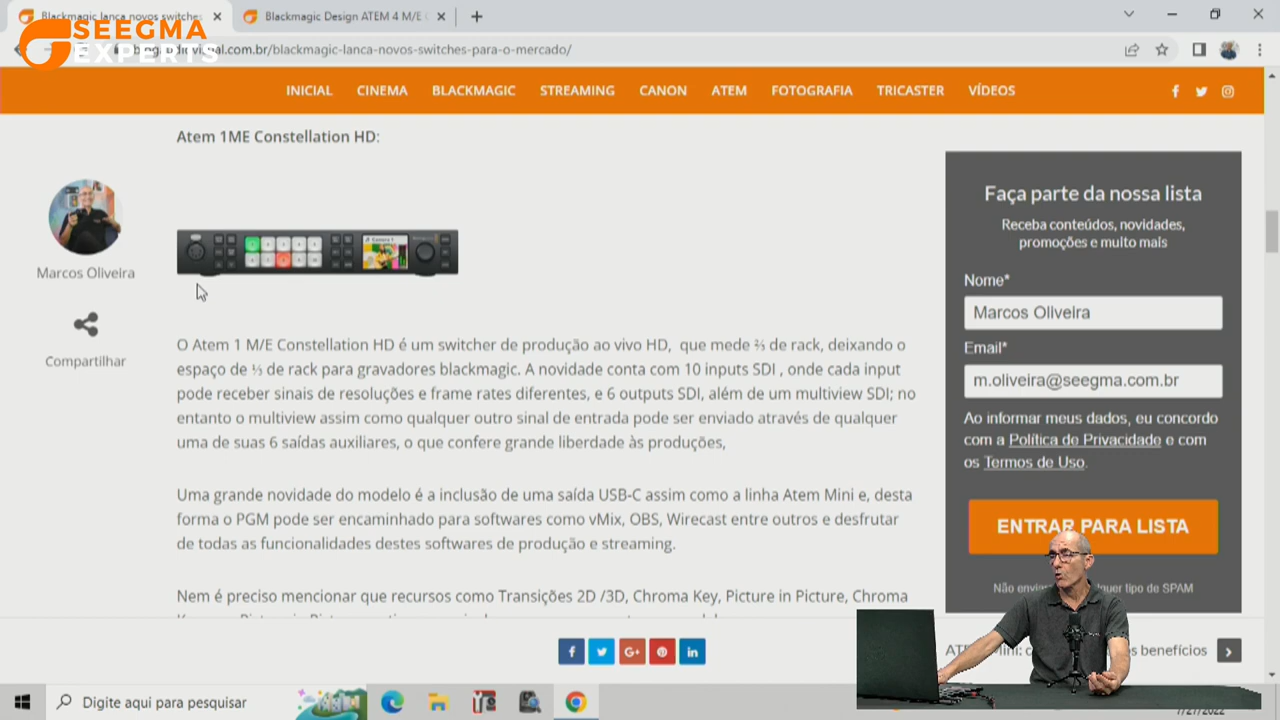 Blackmagic lança novos switches
Blackmagic Design ATEM 4 M/E C
SEEGMA
EXPERTS
visual.com.br/blackmagic-lanca-novos-switches-para-o-mercado/
INICIAL CINEMA BLACKMAGIC STREAMING CANON ATEM FOTOGRAFIA TRICASTER VÍDEOS
Atem 1ME Constellation HD:
Marcos Oliveira
Compartilhar
O Atem 1 M/E Constellation HD é um switcher de produção ao vivo HD, que mede ⅔ de rack, deixando o
espaço de ⅓ de rack para gravadores blackmagic. A novidade conta com 10 inputs SDI , onde cada input
pode receber sinais de resoluções e frame rates diferentes, e 6 outputs SDI, além de um multiview SDI; no
entanto o multiview assim como qualquer outro sinal de entrada pode ser enviado através de qualquer
uma de suas 6 saídas auxiliares, o que confere grande liberdade às produções,
Uma grande novidade do modelo é a inclusão de uma saída USB-C assim como a linha Atem Mini e, desta
forma o PGM pode ser encaminhado para softwares como vMix, OBS, Wirecast entre outros e desfrutar
de todas as funcionalidades destes softwares de produção e streaming.
Nem é preciso mencionar que recursos como Transições 2D /3D, Chroma Key, Picture in Picture, Chroma
Faça parte da nossa lista
Receba conteúdos, novidades,
promoções e muito mais
Nome*
Marcos Oliveira
Email*
m.oliveira@seegma.com.br
Ao informar meus dados, eu concordo
com a Política de Privacidade e com
os Termos de Uso.
ENTRAR PARA LISTA
Não qualquer tipo de SPAM
ATEM Mini: benefícios
Digite aqui para pesquisar
7/27/2022